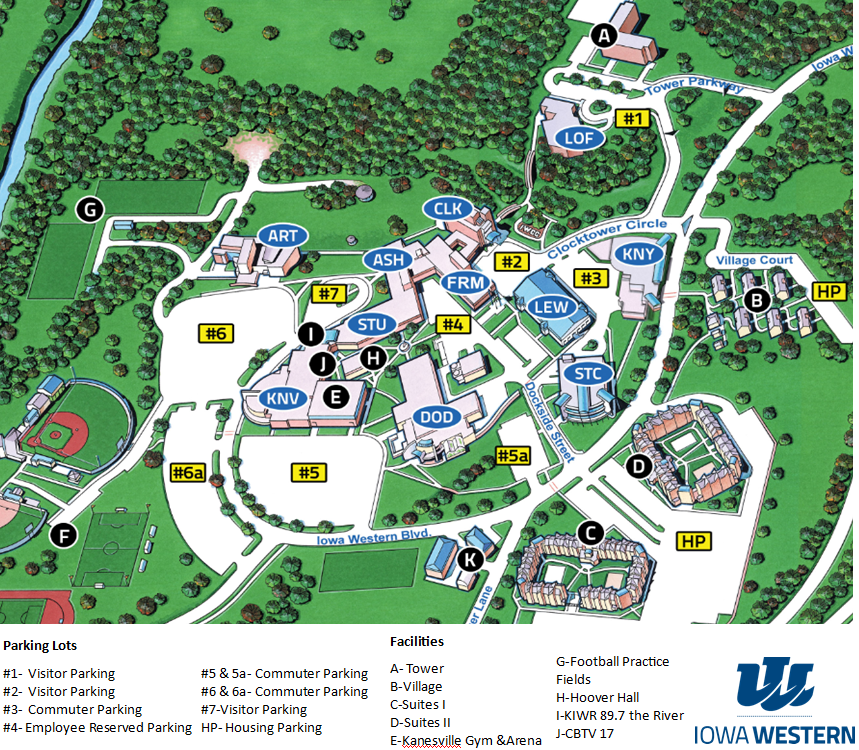 A
Iowa W
Tower Parkway
#1
LOF
G
CLK
AWCO
Clocktower Circle
ART
ASH
#2
KNY
Village Court
FRM
#3
HP
#7
LEW
B
STU
#4
#6
I
H
J
STC
KNV
E
DOD
Dockside Street
#5a
#6a
#5
D
F
Iowa Western Blvd.
C
HP
K
er Lane
Parking Lots
#1- Visitor Parking
#2- Visitor Parking
#3- Commuter Parking
#4- Employee Reserved Parking
#5 & 5a- Commuter Parking
#6 & 6a- Commuter Parking
#7-Visitor Parking
HP- Housing Parking
Facilities
A- Tower
B-Village
C-Suites I
D-Suites II
E-Kanesville Gym &Arena
G-Football Practice
Fields
H-Hoover Hall
I-KIWR 89.7 the River
J-CBTV 17
IOWA WESTERN